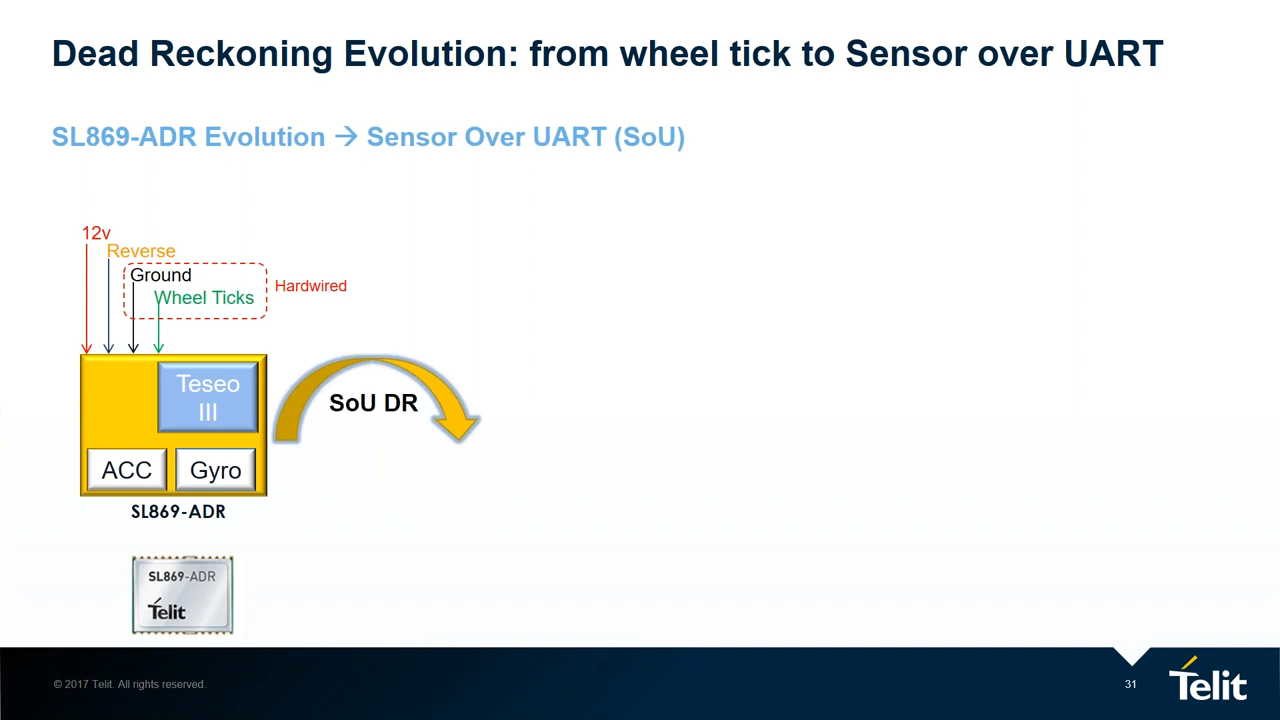 Dead Reckoning Evolution: from wheel tick to Sensor over UART
SL869-ADR Evolution → Sensor Over UART (SoU)
12v
Reverse
Ground
Wheel Ticks
Hardwired
Teseo
III
SoU DR
ACC
Gyro
SL869-ADR
SL869-ADR
Telit
© 2017 Telit. All rights reserved.
31
Telit